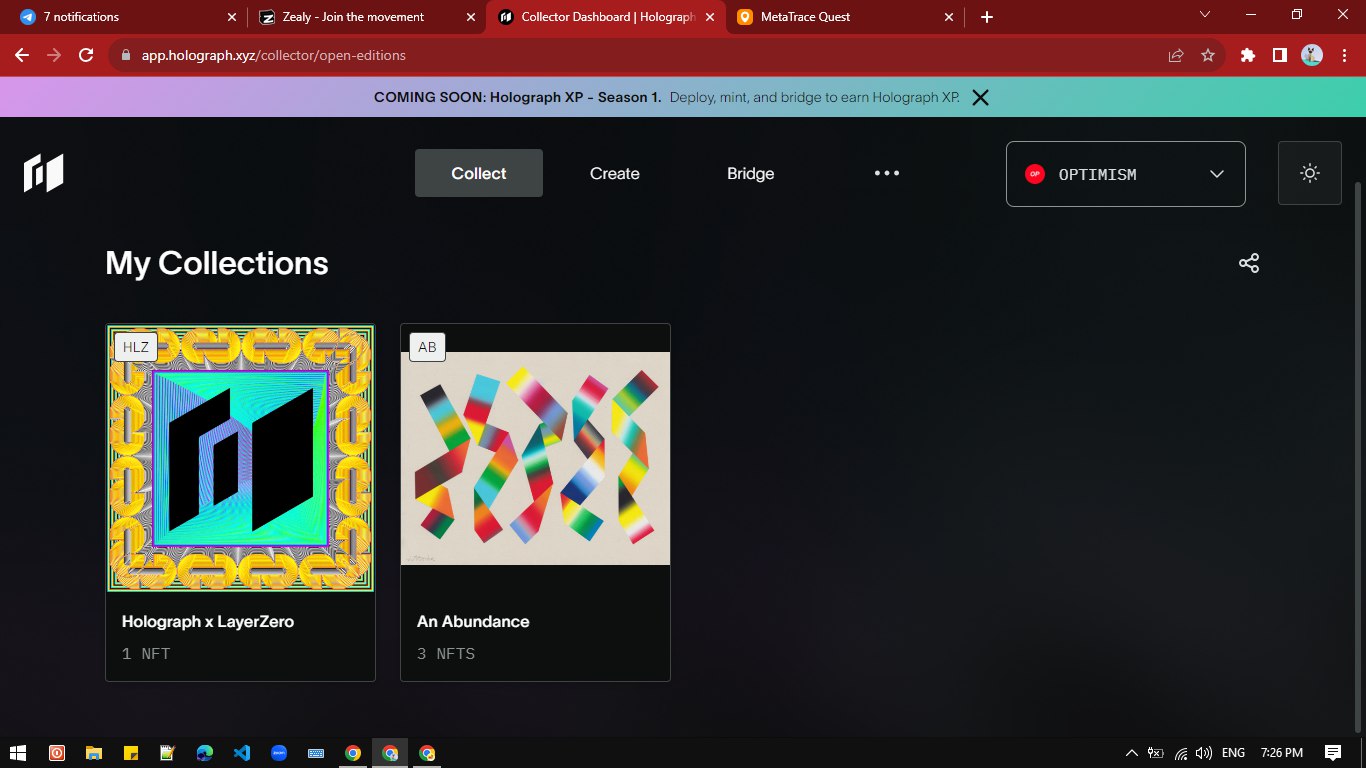 7 notifications
Zealy - Join the movement
Collector Dashboard | Holograph
MetaTrace Quest
app.holograph.xyz/collector/open-editions
COMING SOON: Holograph XP - Season 1. Deploy, mint, and bridge to earn Holograph XP.
Collect
Create
Bridge
OP
OPTIMISM
My Collections
HLZ
AB
Holograph x LayerZero
1 NFT
An Abundance
3 NFTS
zoom
ENG
7:26 PM